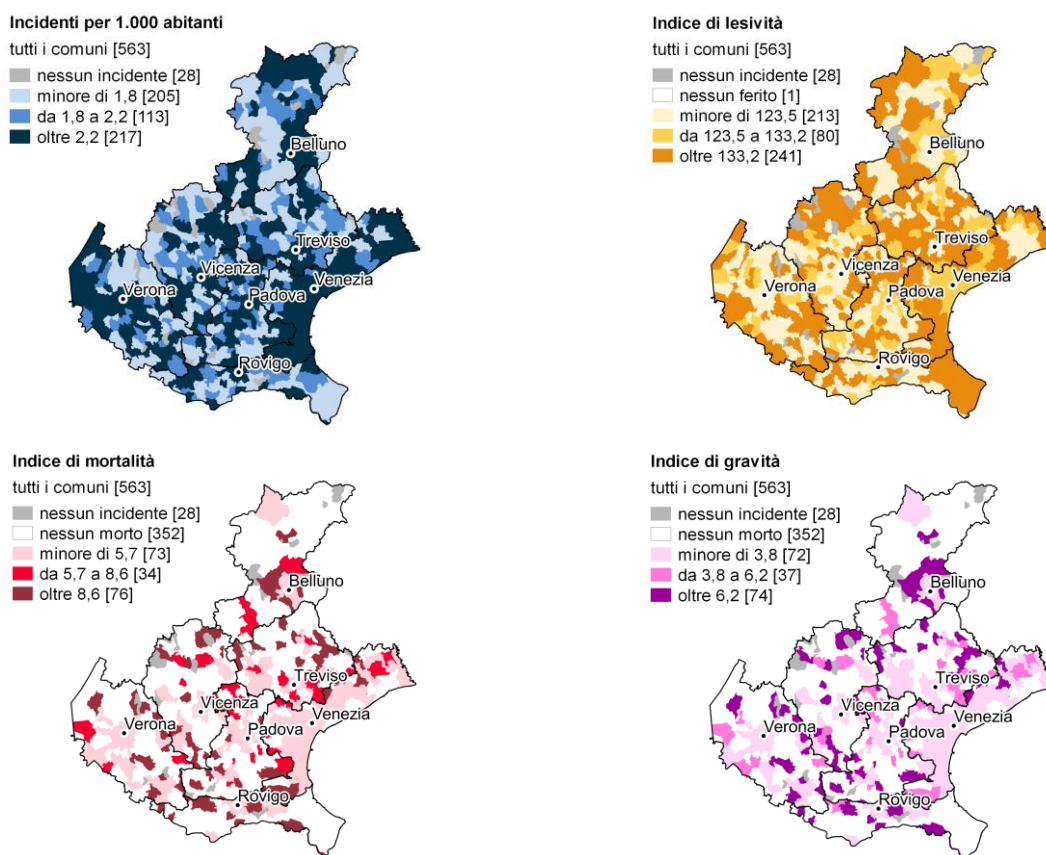 Incidenti per 1.000 abitanti
tutti i comuni [563]
nessun incidente [28]
minore di 1,8 [205]
da 1,8 a 2,2 [113]
oltre 2,2 [217]
Belluno
Treviso
Vicenza
Venezia
Verona
Padova
Rovigo
Indice di lesività
tutti i comuni [563]
nessun incidente [28]
nessun ferito [1]
minore di 123,5 [213]
da 123,5 a 133,2 [80]
oltre 133,2 [241]
Belluno
Treviso
Vicenza
Venezia
Verona
Padova
Rovigo
Indice di mortalità
tutti i comuni [563]
nessun incidente [28]
nessun morto [352]
minore di 5,7 [73]
da 5,7 a 8,6 [34]
oltre 8,6 [76]
Belluno
Treviso
Vicenza
Venezia
Verona
Padova
Rovigo
Indice di gravità
tutti i comuni [563]
nessun incidente [28]
nessun morto [352]
minore di 3,8 [72]
da 3,8 a 6,2 [37]
oltre 6,2 [74]
Belluno
Treviso
Vicenza
Venezia
Verona
Padova
Rovigo